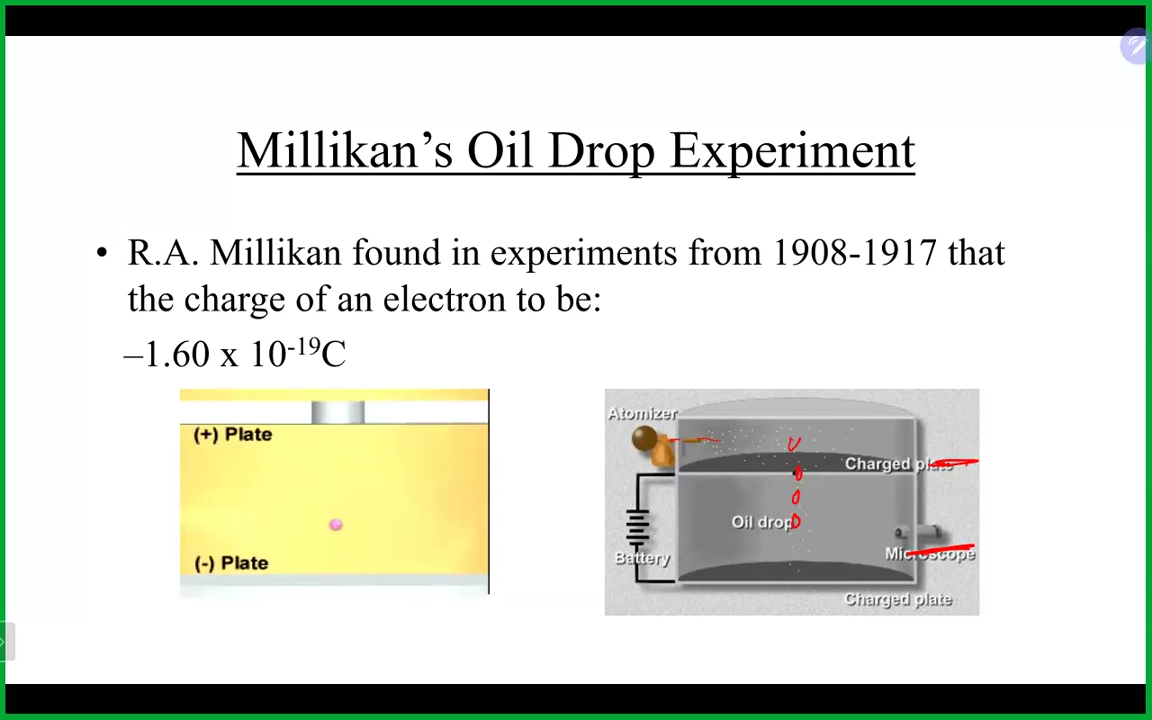 Millikan's Oil Drop Experiment
• R.A. Millikan found in experiments from 1908-1917 that
the charge of an electron to be:
–1.60 x 10⁻¹⁹C
(+) Plate
(-) Plate
Atomizer
Charged plate
Oil drop
Battery
Microscope
Charged plate